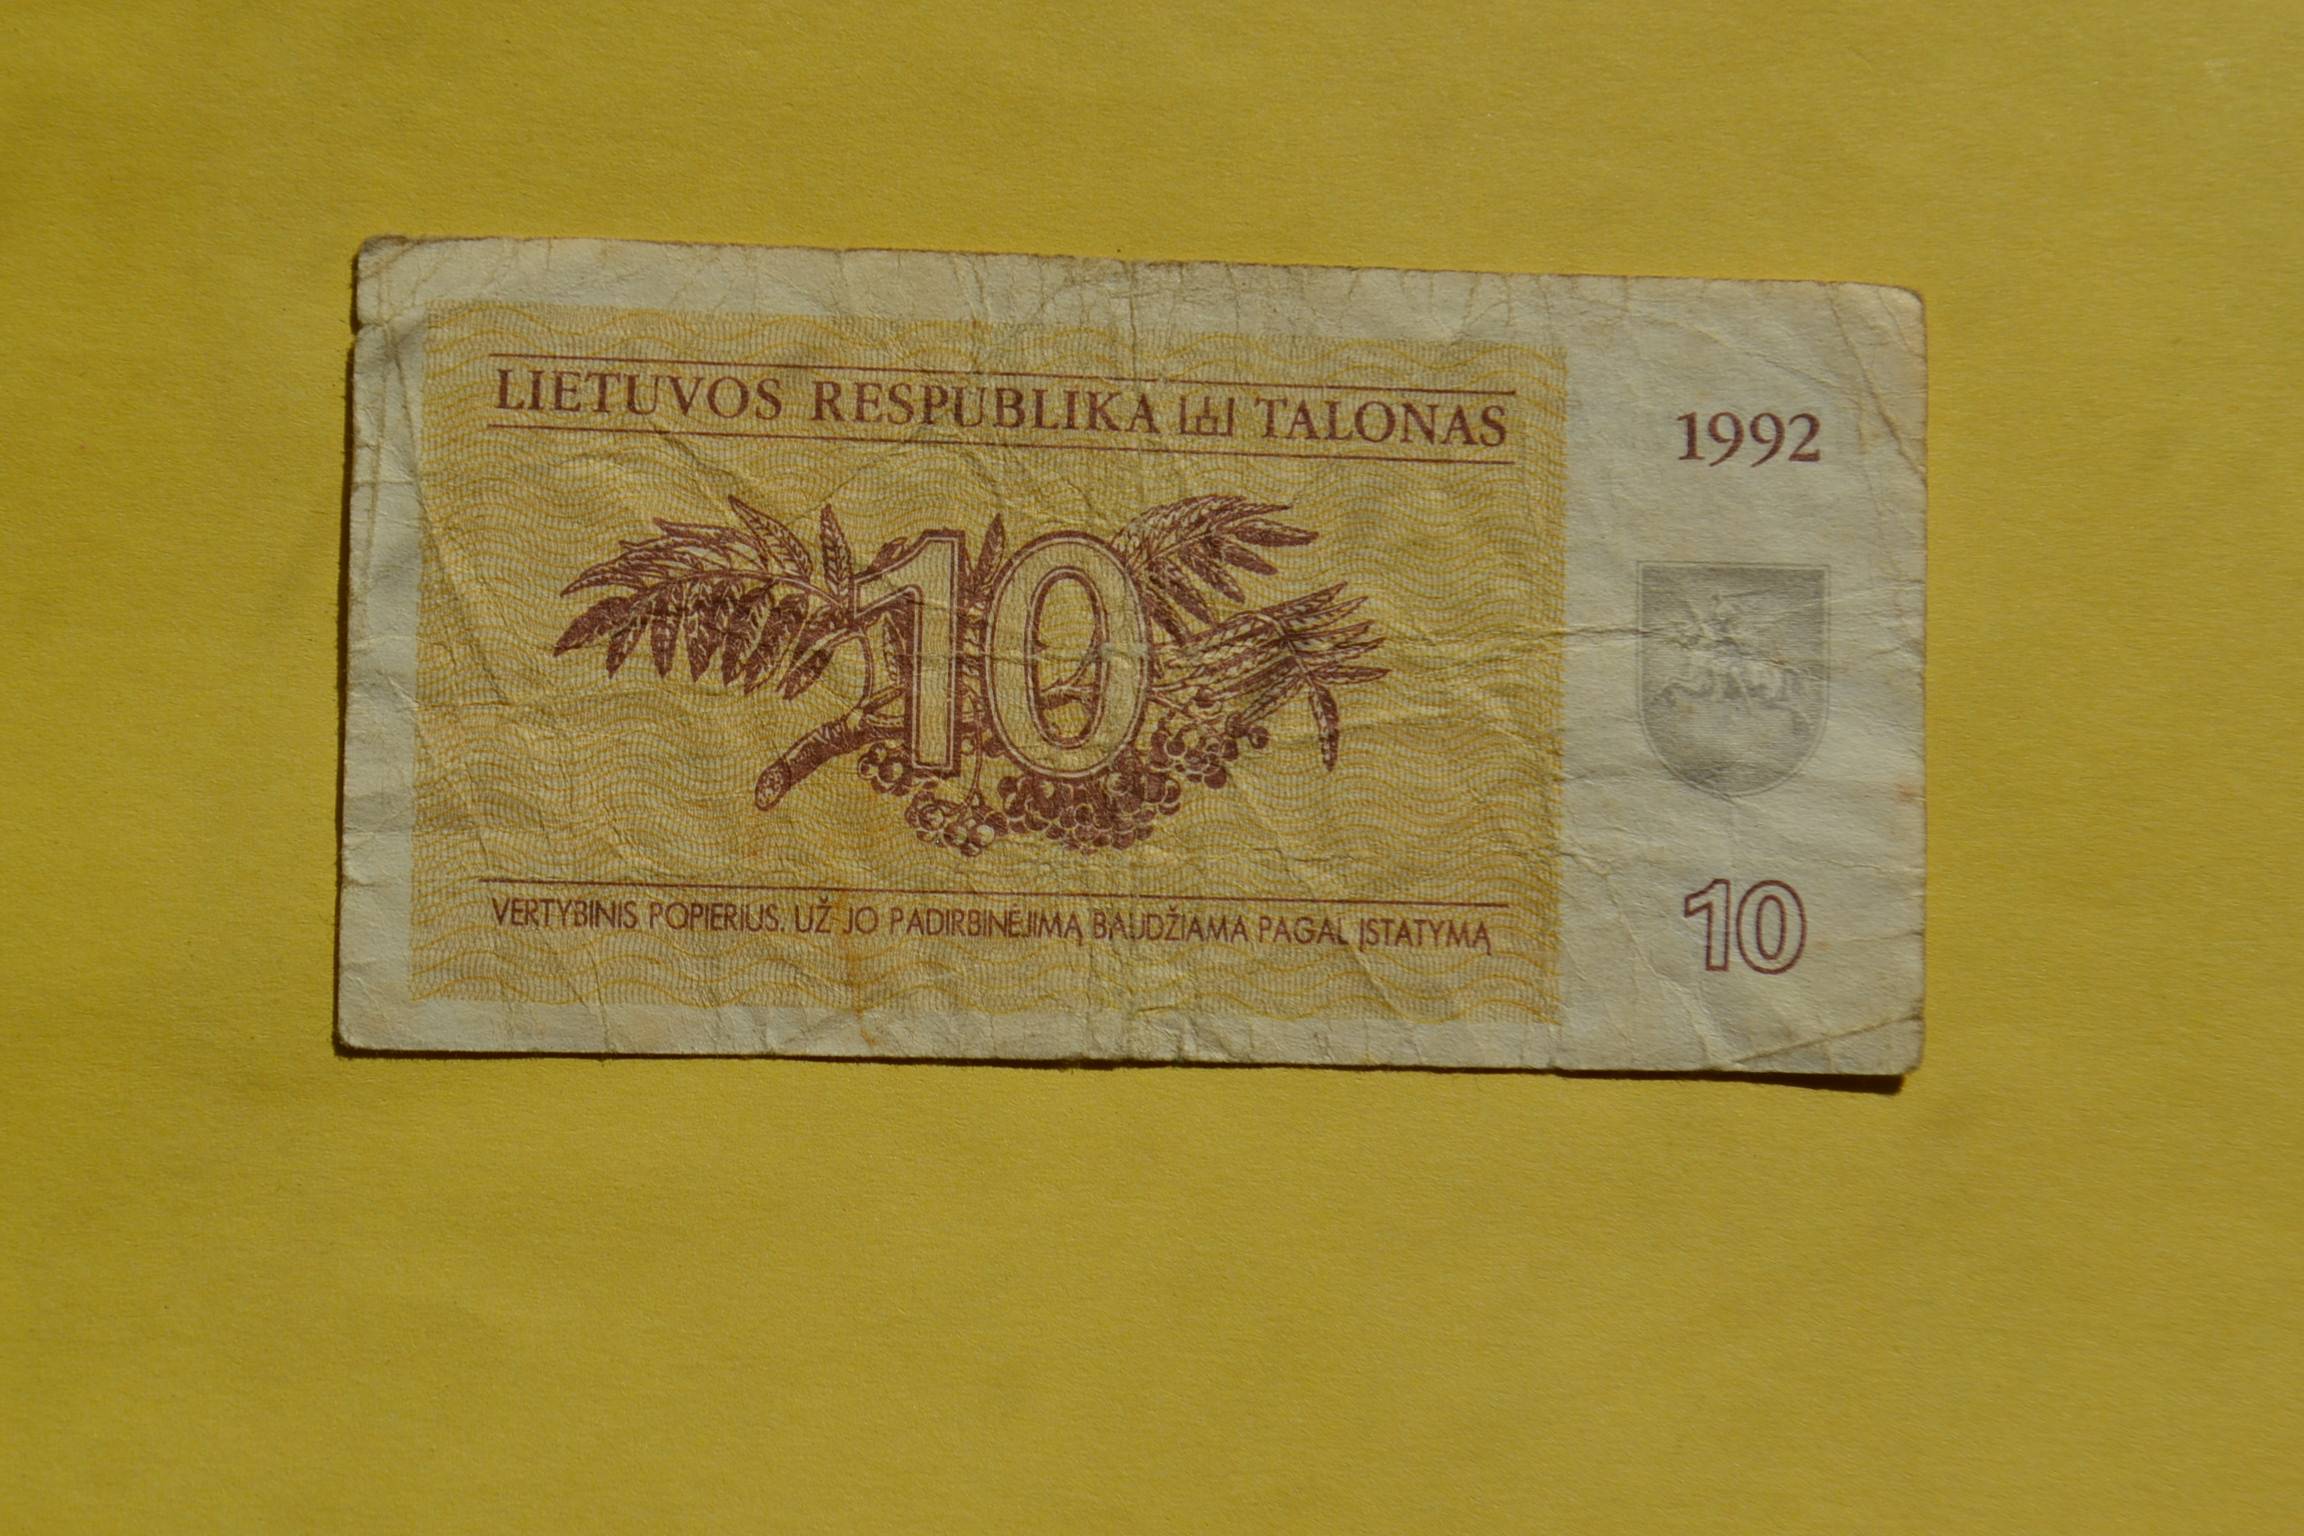 LIETUVOS RESPUBLIKA TALONAS
1992
10
VERTYBINIS POPIERIUS. UŽ JO PADIRBINĖJIMĄ BAUDŽIAMA PAGAL ĮSTATYMĄ
10